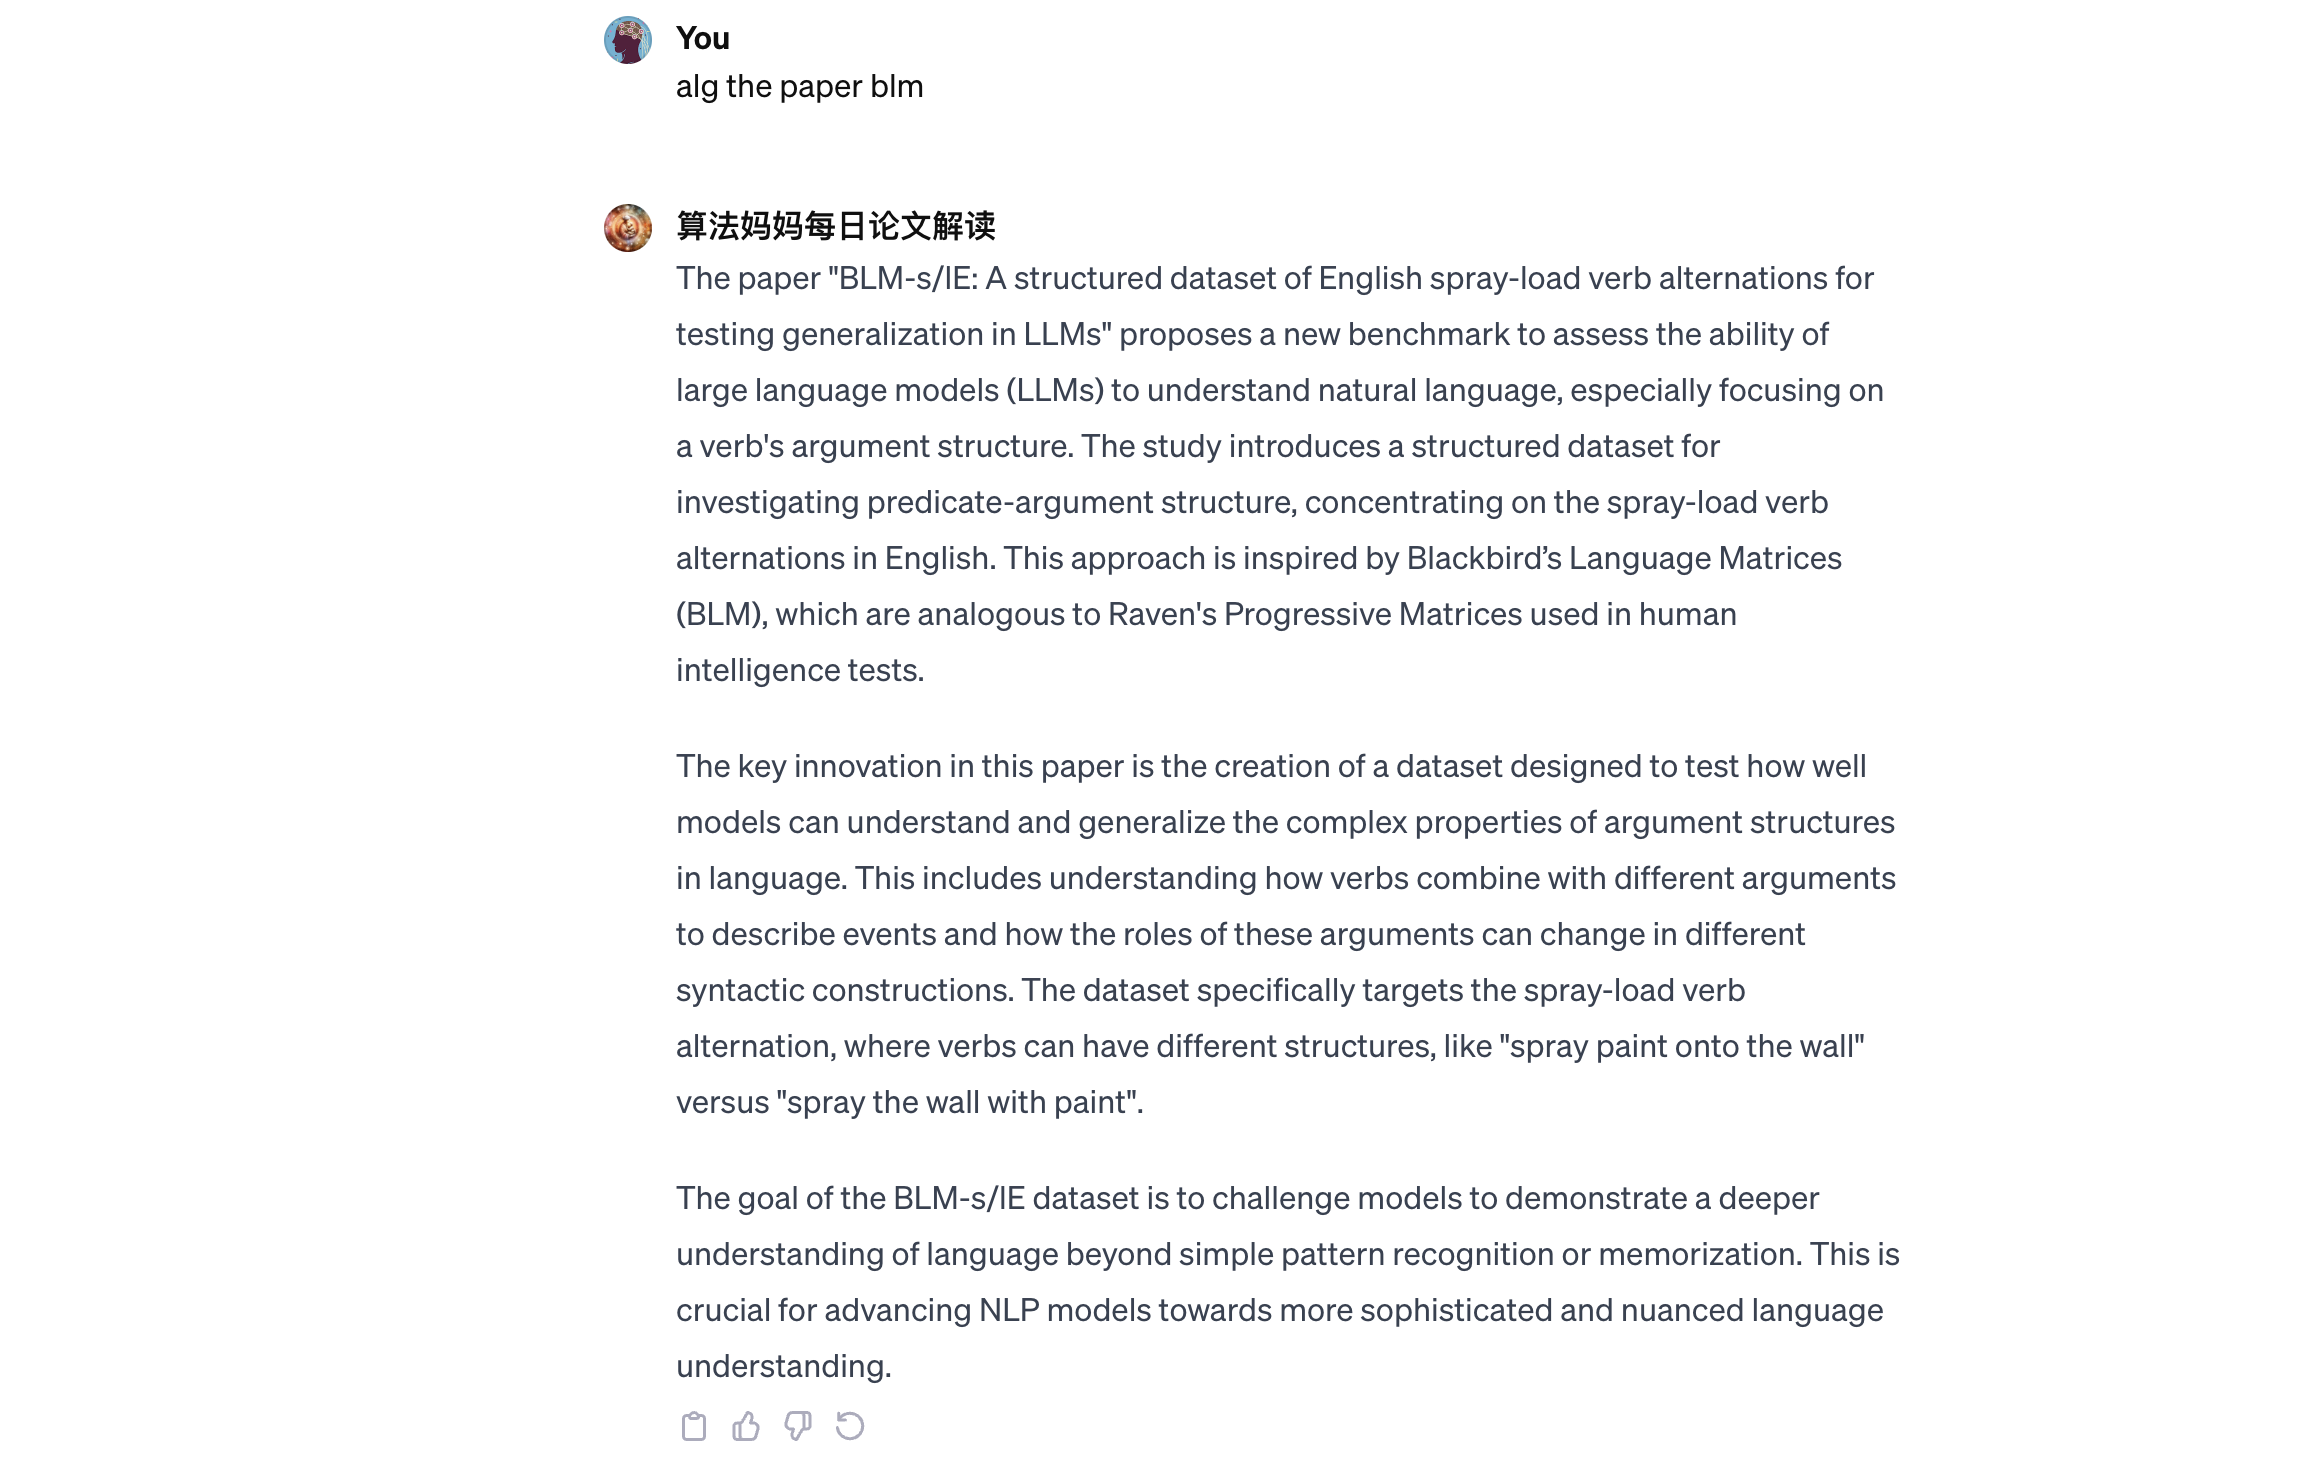 You
alg the paper blm
算法妈妈每日论文解读
The paper "BLM-s/lE: A structured dataset of English spray-load verb alternations for
testing generalization in LLMs" proposes a new benchmark to assess the ability of
large language models (LLMs) to understand natural language, especially focusing on
a verb's argument structure. The study introduces a structured dataset for
investigating predicate-argument structure, concentrating on the spray-load verb
alternations in English. This approach is inspired by Blackbird’s Language Matrices
(BLM), which are analogous to Raven's Progressive Matrices used in human
intelligence tests.
The key innovation in this paper is the creation of a dataset designed to test how well
models can understand and generalize the complex properties of argument structures
in language. This includes understanding how verbs combine with different arguments
to describe events and how the roles of these arguments can change in different
syntactic constructions. The dataset specifically targets the spray-load verb
alternation, where verbs can have different structures, like "spray paint onto the wall"
versus "spray the wall with paint".
The goal of the BLM-s/lE dataset is to challenge models to demonstrate a deeper
understanding of language beyond simple pattern recognition or memorization. This is
crucial for advancing NLP models towards more sophisticated and nuanced language
understanding.